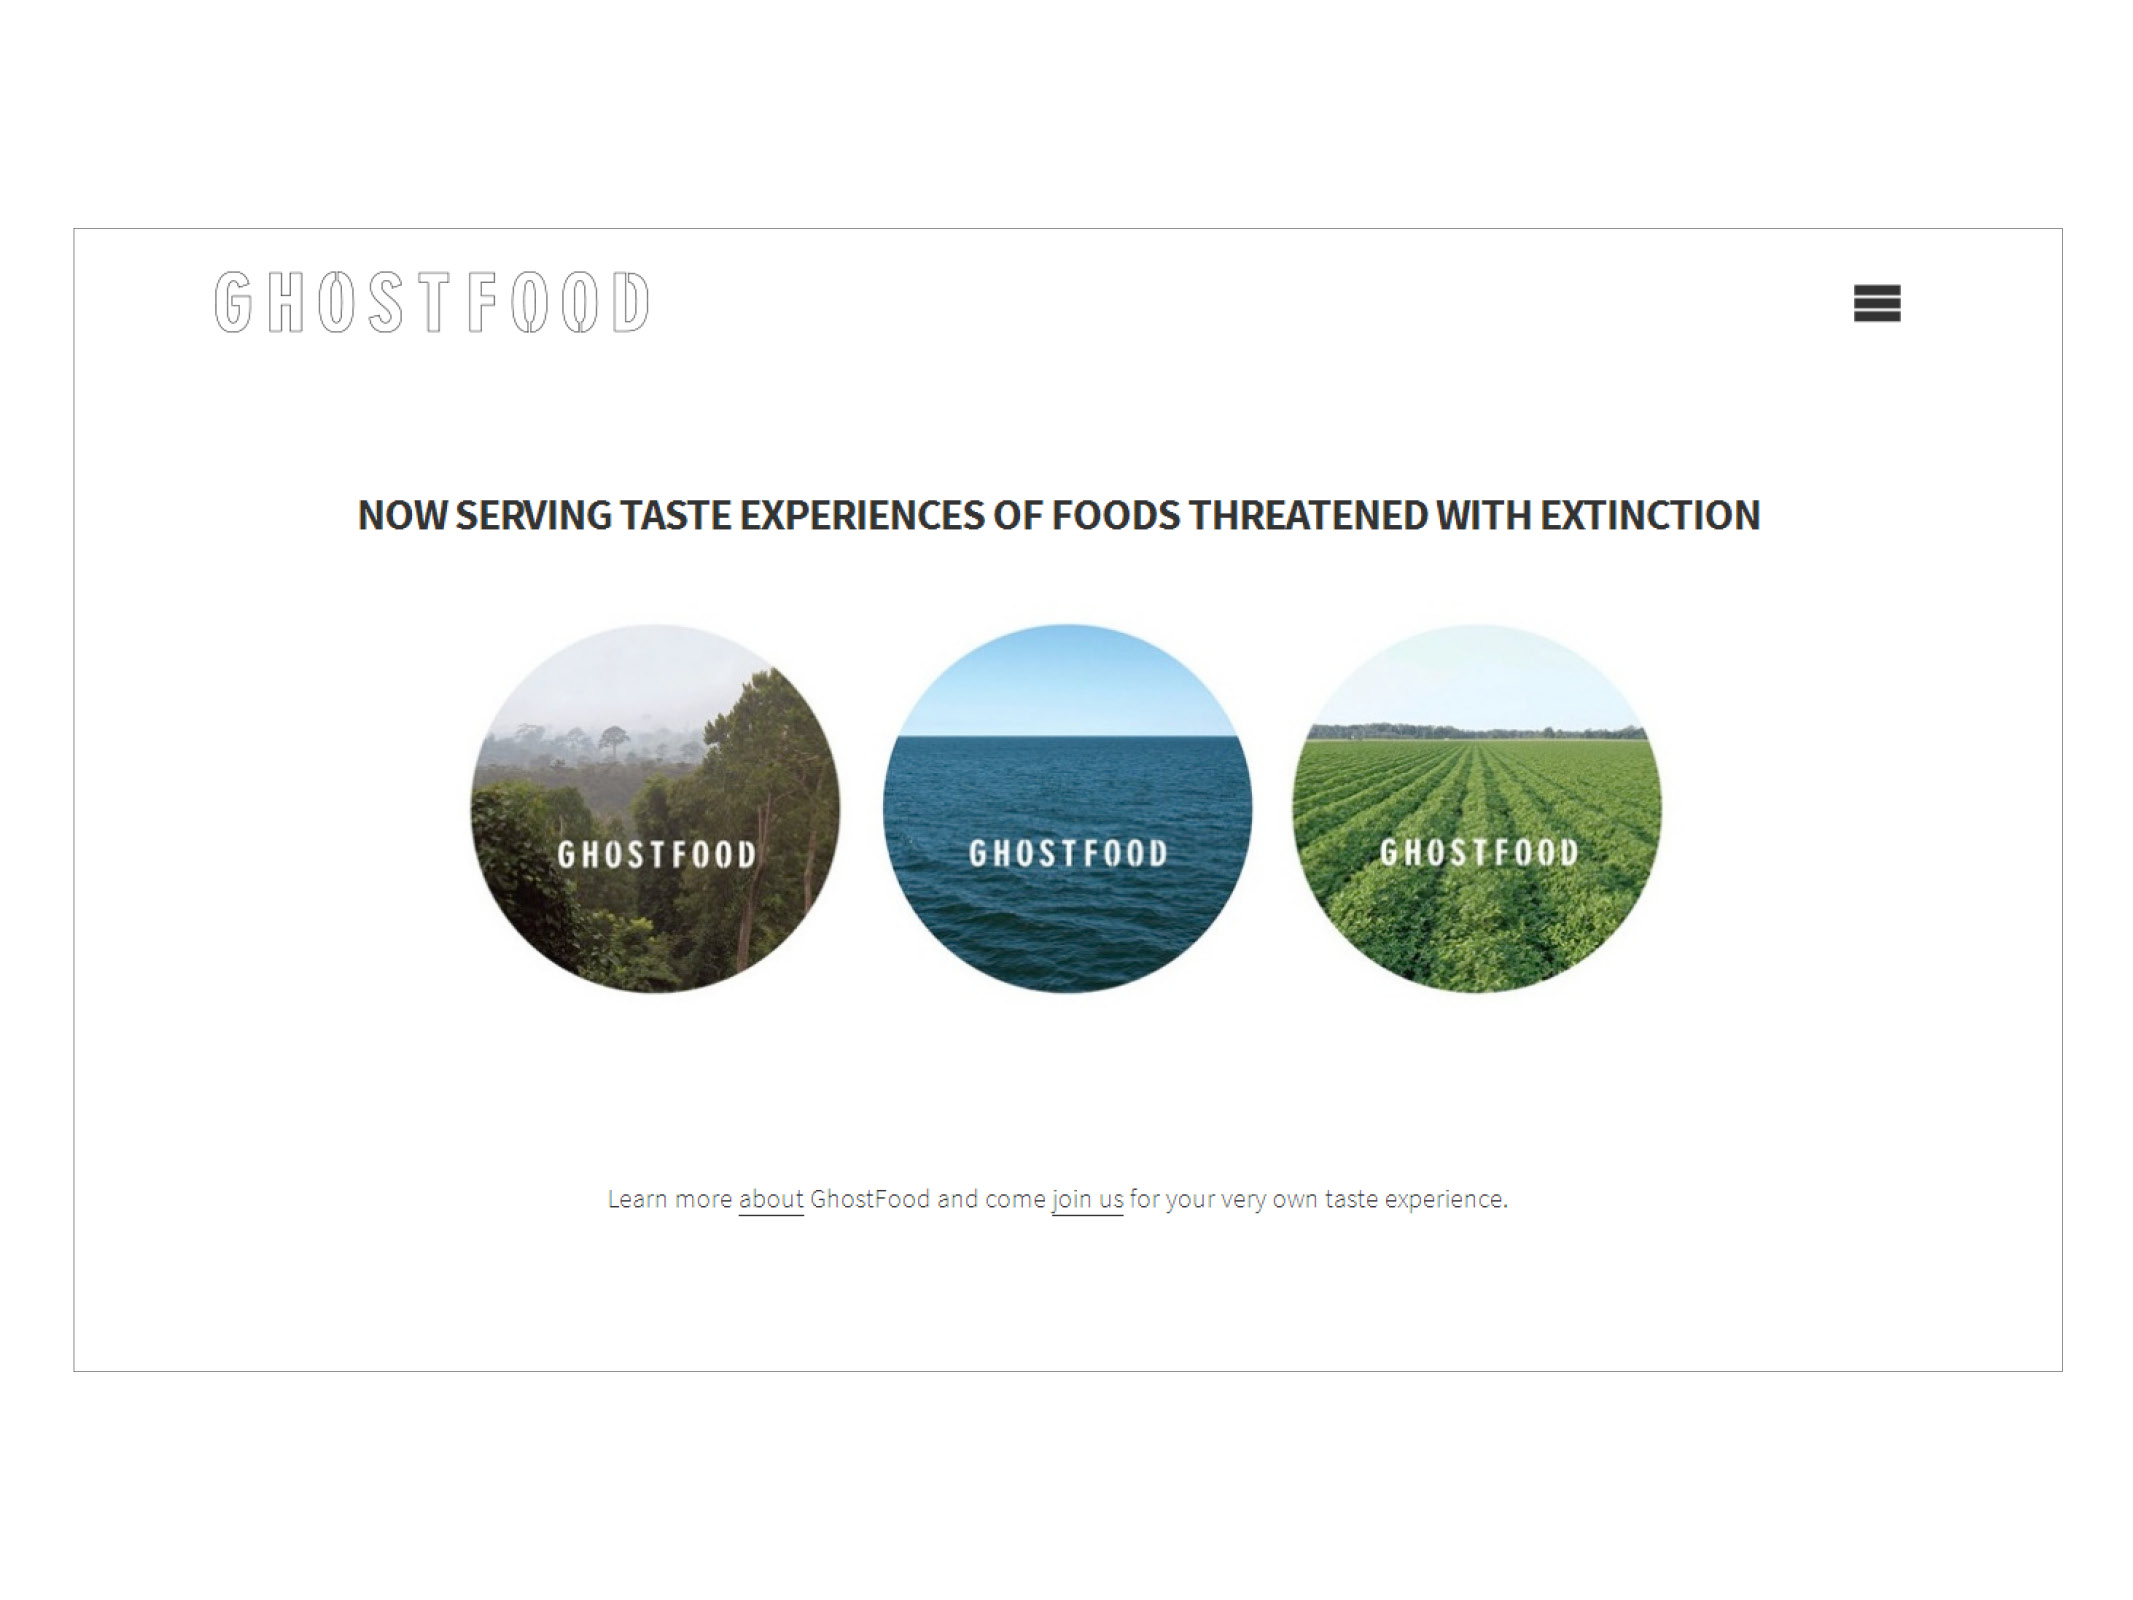 GHOSTFOOD
NOW SERVING TASTE EXPERIENCES OF FOODS THREATENED WITH EXTINCTION
GHOSTFOOD
GHOSTFOOD
GHOSTFOOD
Learn more about GhostFood and come join us for your very own taste experience.